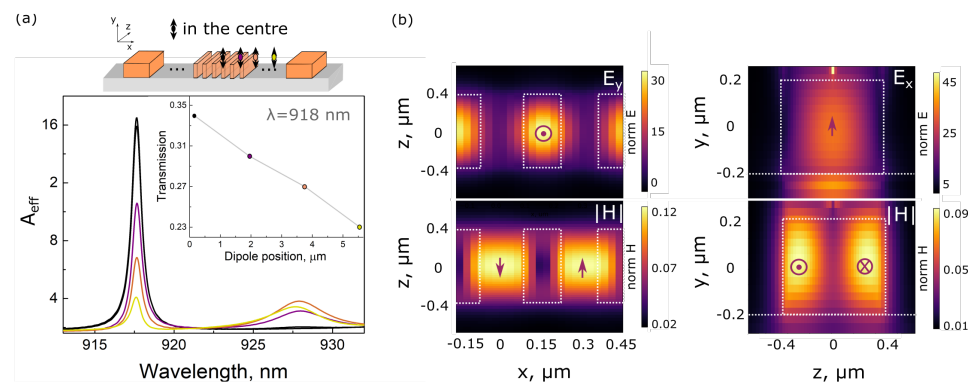 (a)
y
z
x
in the centre
A_eff
16
2
8
4
915
920
925
930
Wavelength, nm
λ=918 nm
Transmission
0.35
0.31
0.27
0.23
0 1 2 3 4 5
Dipole position, μm
(b)
E_y
z, μm
0.4
0
-0.4
30
15
0
norm E
|H|
z, μm
0.4
0
-0.4
0.12
0.07
0.02
norm H
-0.15 0 0.15 0.3 0.45
x, μm
E_x
y, μm
0.2
0
-0.2
45
25
5
norm E
|H|
y, μm
0.2
0
-0.2
0.09
0.05
0.01
norm H
-0.4 0 0.4
z, μm